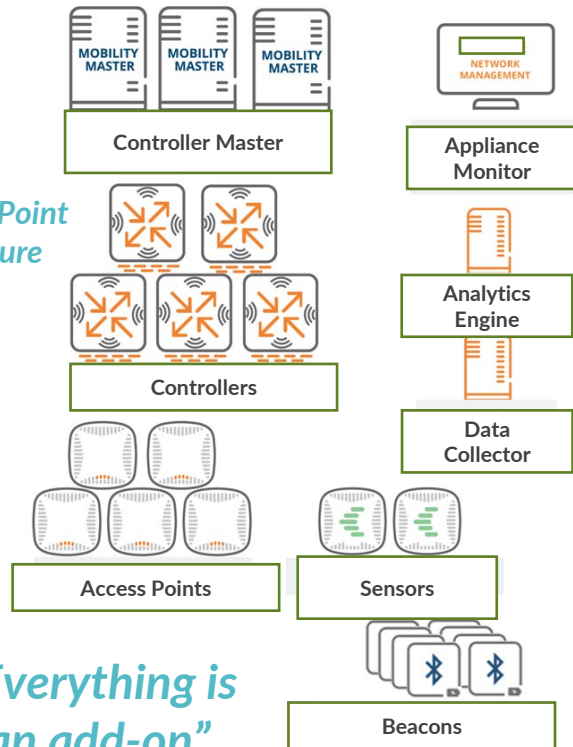 MOBILITY MASTER
MOBILITY MASTER
MOBILITY MASTER
NETWORK
MANAGEMENT
Controller Master
Appliance
Monitor
Point
ure
Analytics
Engine
Controllers
Data
Collector
Access Points
Sensors
verything is
an add-on”
Beacons